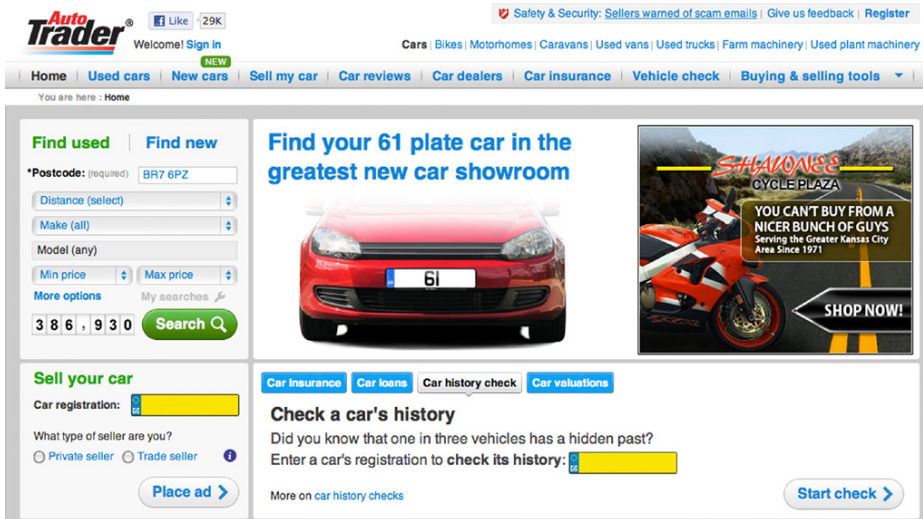 Auto Trader
Like 29K
Welcome! Sign in
Safety & Security: Sellers warned of scam emails | Give us feedback | Register
Cars | Bikes | Motorhomes | Caravans | Used vans | Used trucks | Farm machinery | Used plant machinery
NEW
Home Used cars New cars Sell my car Car reviews Car dealers Car insurance Vehicle check Buying & selling tools
You are here : Home
Find used Find new
*Postcode: (required) BR7 6PZ
Distance (select)
Make (all)
Model (any)
Min price Max price
More options My searches
386,930 Search
Find your 61 plate car in the
greatest new car showroom
61
SHAWNEE
CYCLE PLAZA
YOU CAN'T BUY FROM A
NICER BUNCH OF GUYS
Serving the Greater Kansas City
Area Since 1971
SHOP NOW!
Sell your car
Car registration:
What type of seller are you?
Private seller Trade seller
Place ad
Car Insurance Car loans Car history check Car valuations
Check a car's history
Did you know that one in three vehicles has a hidden past?
Enter a car's registration to check its history:
More on car history checks
Start check